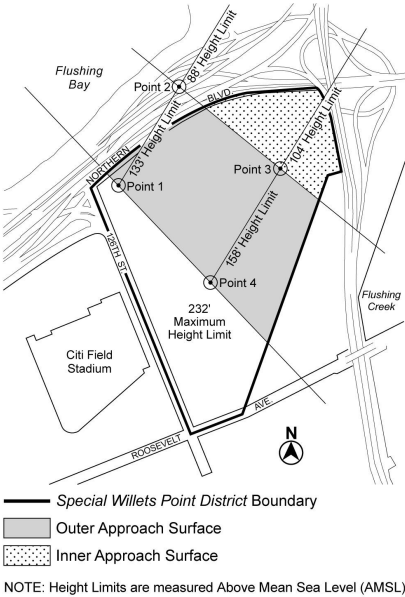 Flushing
Bay
Point 2
88' Height Limit
NORTHERN BLVD.
133' Height Limit
Point 1
Point 3
104' Height Limit
158' Height Limit
Point 4
126TH ST.
232'
Maximum
Height Limit
Flushing
Creek
Citi Field
Stadium
ROOSEVELT AVE.
N
Special Willets Point District Boundary
Outer Approach Surface
Inner Approach Surface
NOTE: Height Limits are measured Above Mean Sea Level (AMSL)